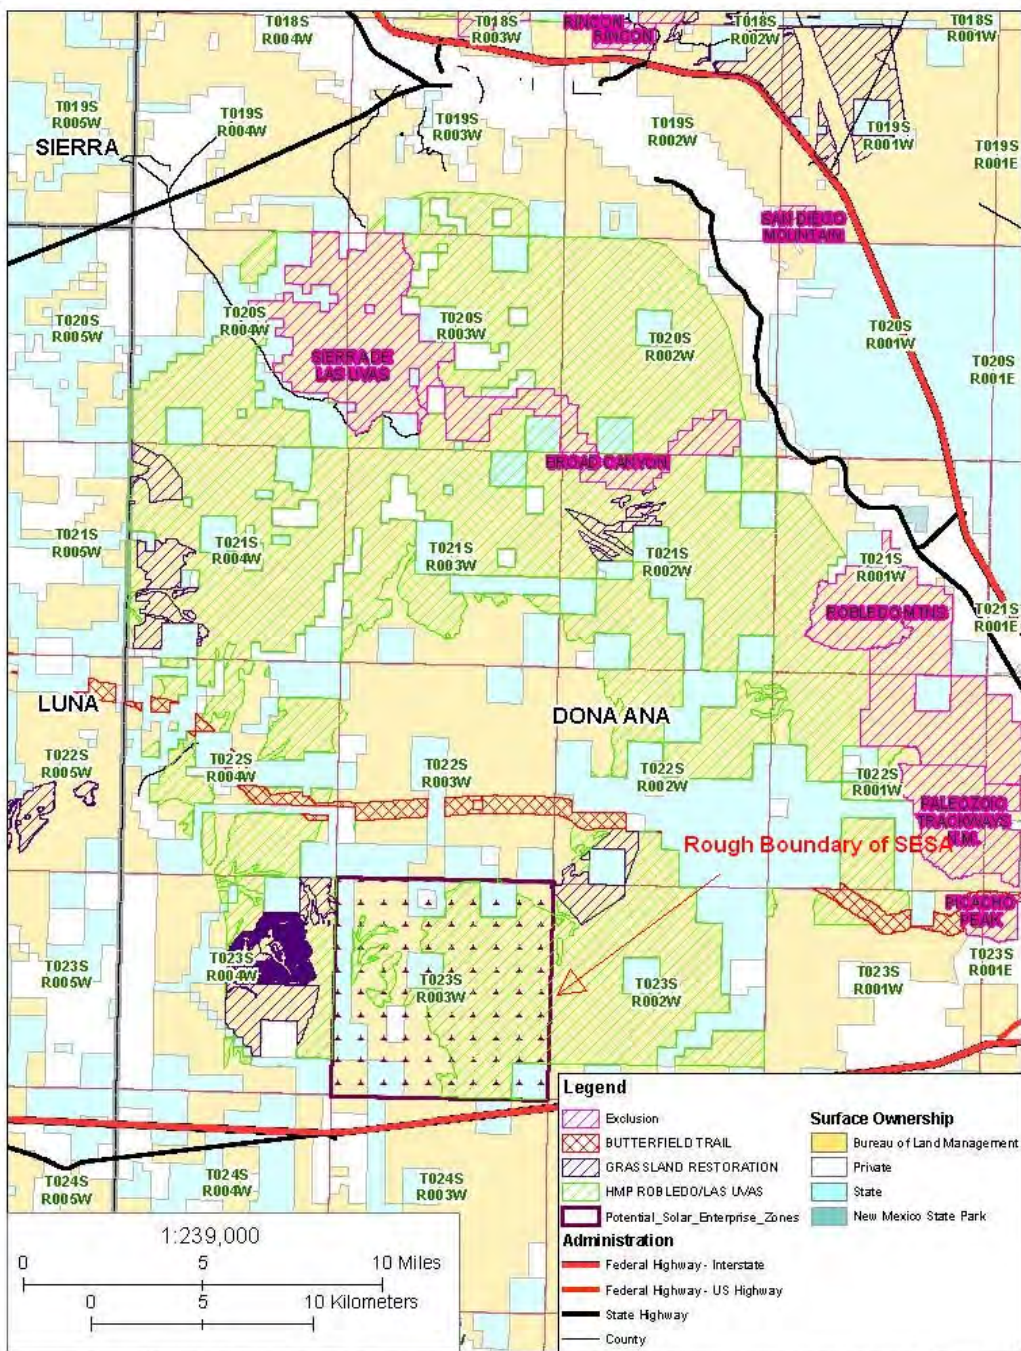 T018S
R004W
T018S
R003W
RINCON
RINCON
T018S
R002W
T018S
R001W
T019S
R005W
T019S
R004W
T019S
R003W
T019S
R002W
T019S
R001W
T019S
R001E
SIERRA
SAN DIEGO
MOUNTAIN
T020S
R005W
T020S
R004W
T020S
R003W
T020S
R002W
T020S
R001W
T020S
R001E
SIERRA DE
LAS UVAS
BROAD CANYON
T021S
R005W
T021S
R004W
T021S
R003W
T021S
R002W
T021S
R001W
T021S
R001E
ROBLEDO MTNS
LUNA
DONA ANA
T022S
R005W
T022S
R004W
T022S
R003W
T022S
R002W
T022S
R001W
PALEOZOIC
TRACKWAYS
N.M.
Rough Boundary of SESA
PICACHO
PEAK
T023S
R005W
T023S
R004W
T023S
R003W
T023S
R002W
T023S
R001W
T023S
R001E
T024S
R005W
T024S
R004W
T024S
R003W
1:239,000
0 5 10 Miles
0 5 10 Kilometers
Legend
Exclusion
BUTTERFIELD TRAIL
GRASSLAND RESTORATION
HMP ROBLEDO/LAS UVAS
Potential_Solar_Enterprise_Zones
Administration
Federal Highway - Interstate
Federal Highway - US Highway
State Highway
County
Surface Ownership
Bureau of Land Management
Private
State
New Mexico State Park